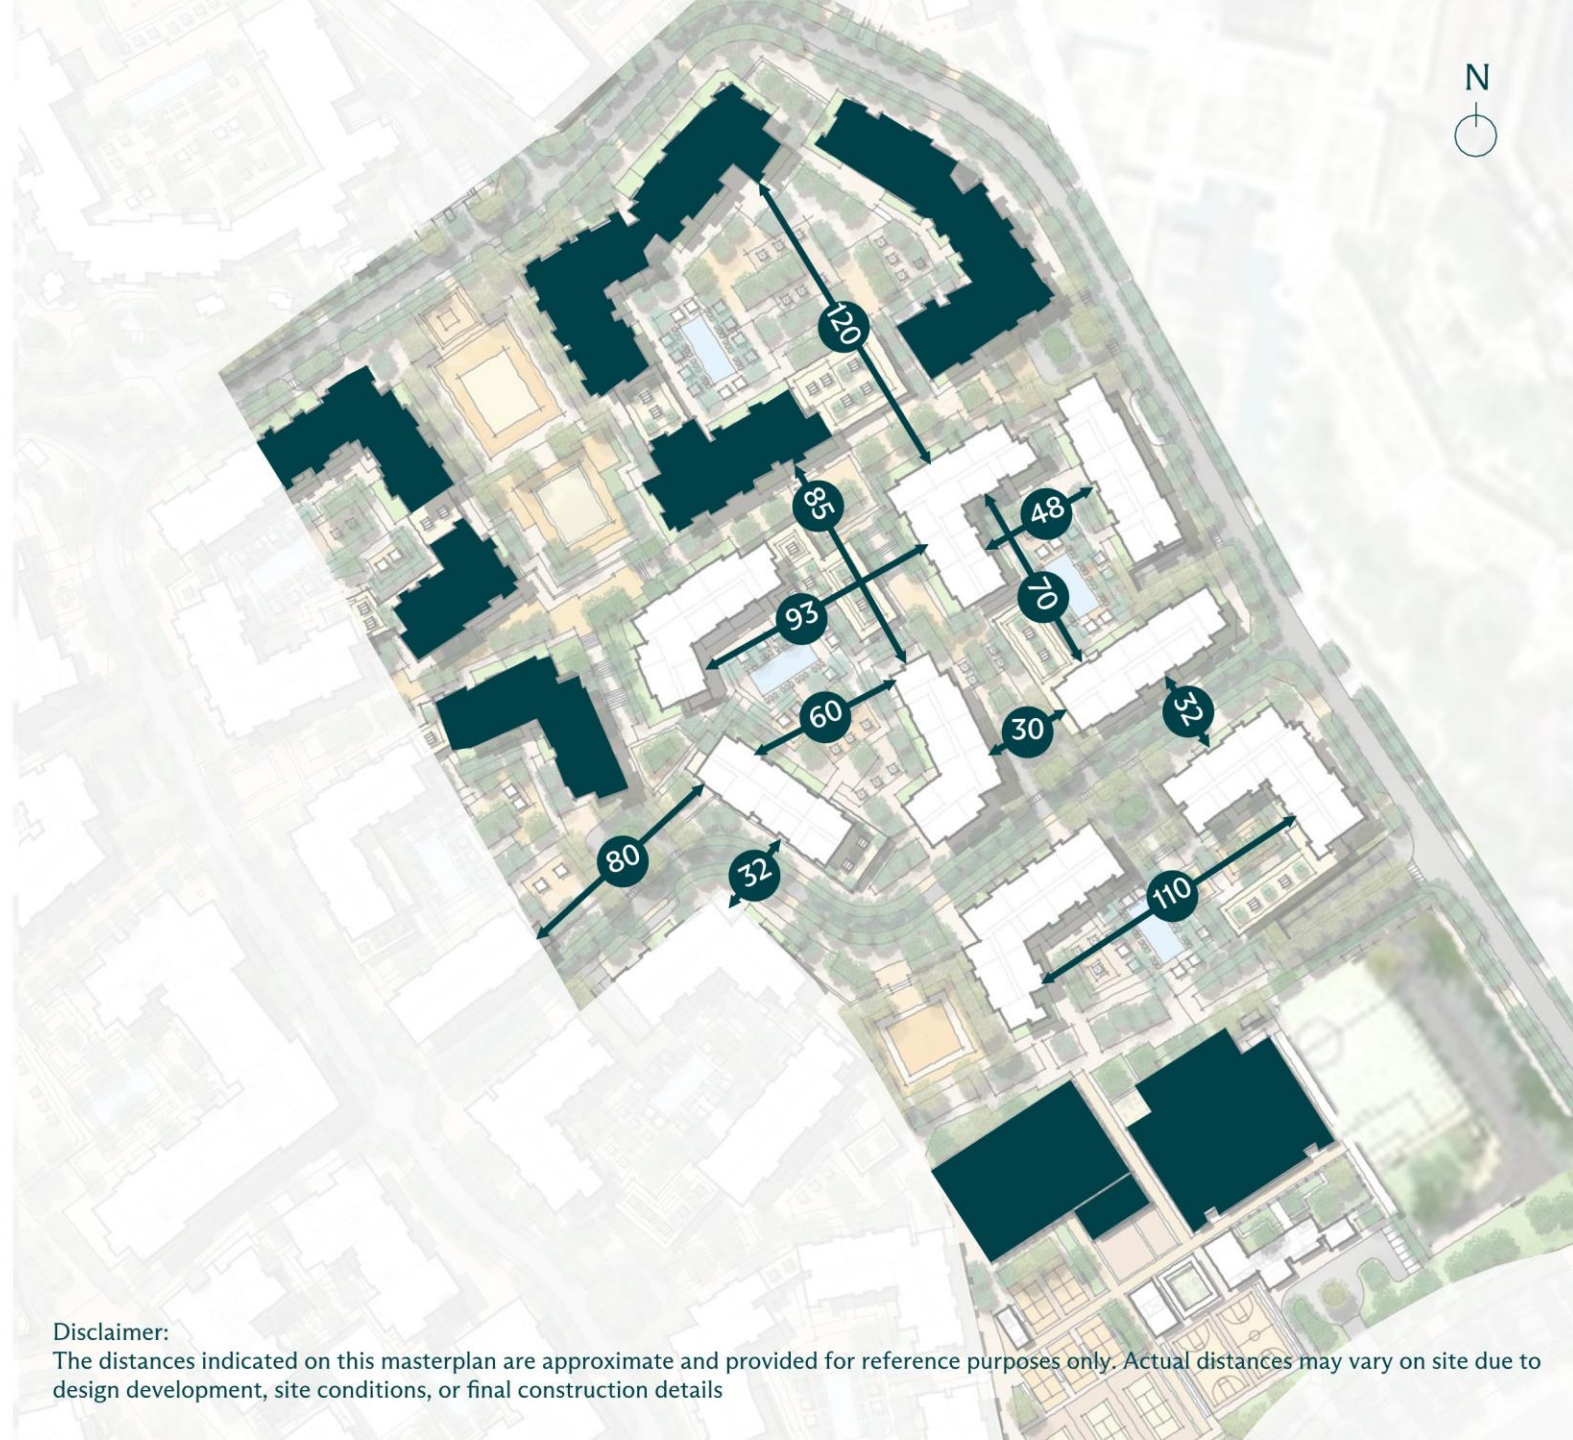 N
120
85
48
70
93
60
30
32
80
32
110
Disclaimer:
The distances indicated on this masterplan are approximate and provided for reference purposes only. Actual distances may vary on site due to
design development, site conditions, or final construction details